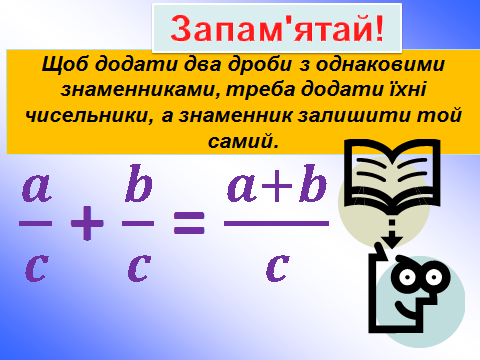 Запам'ятай!
Щоб додати два дроби з однаковими
знаменниками, треба додати їхні
чисельники, а знаменник залишити той
самий.
a/c + b/c = a+b/c